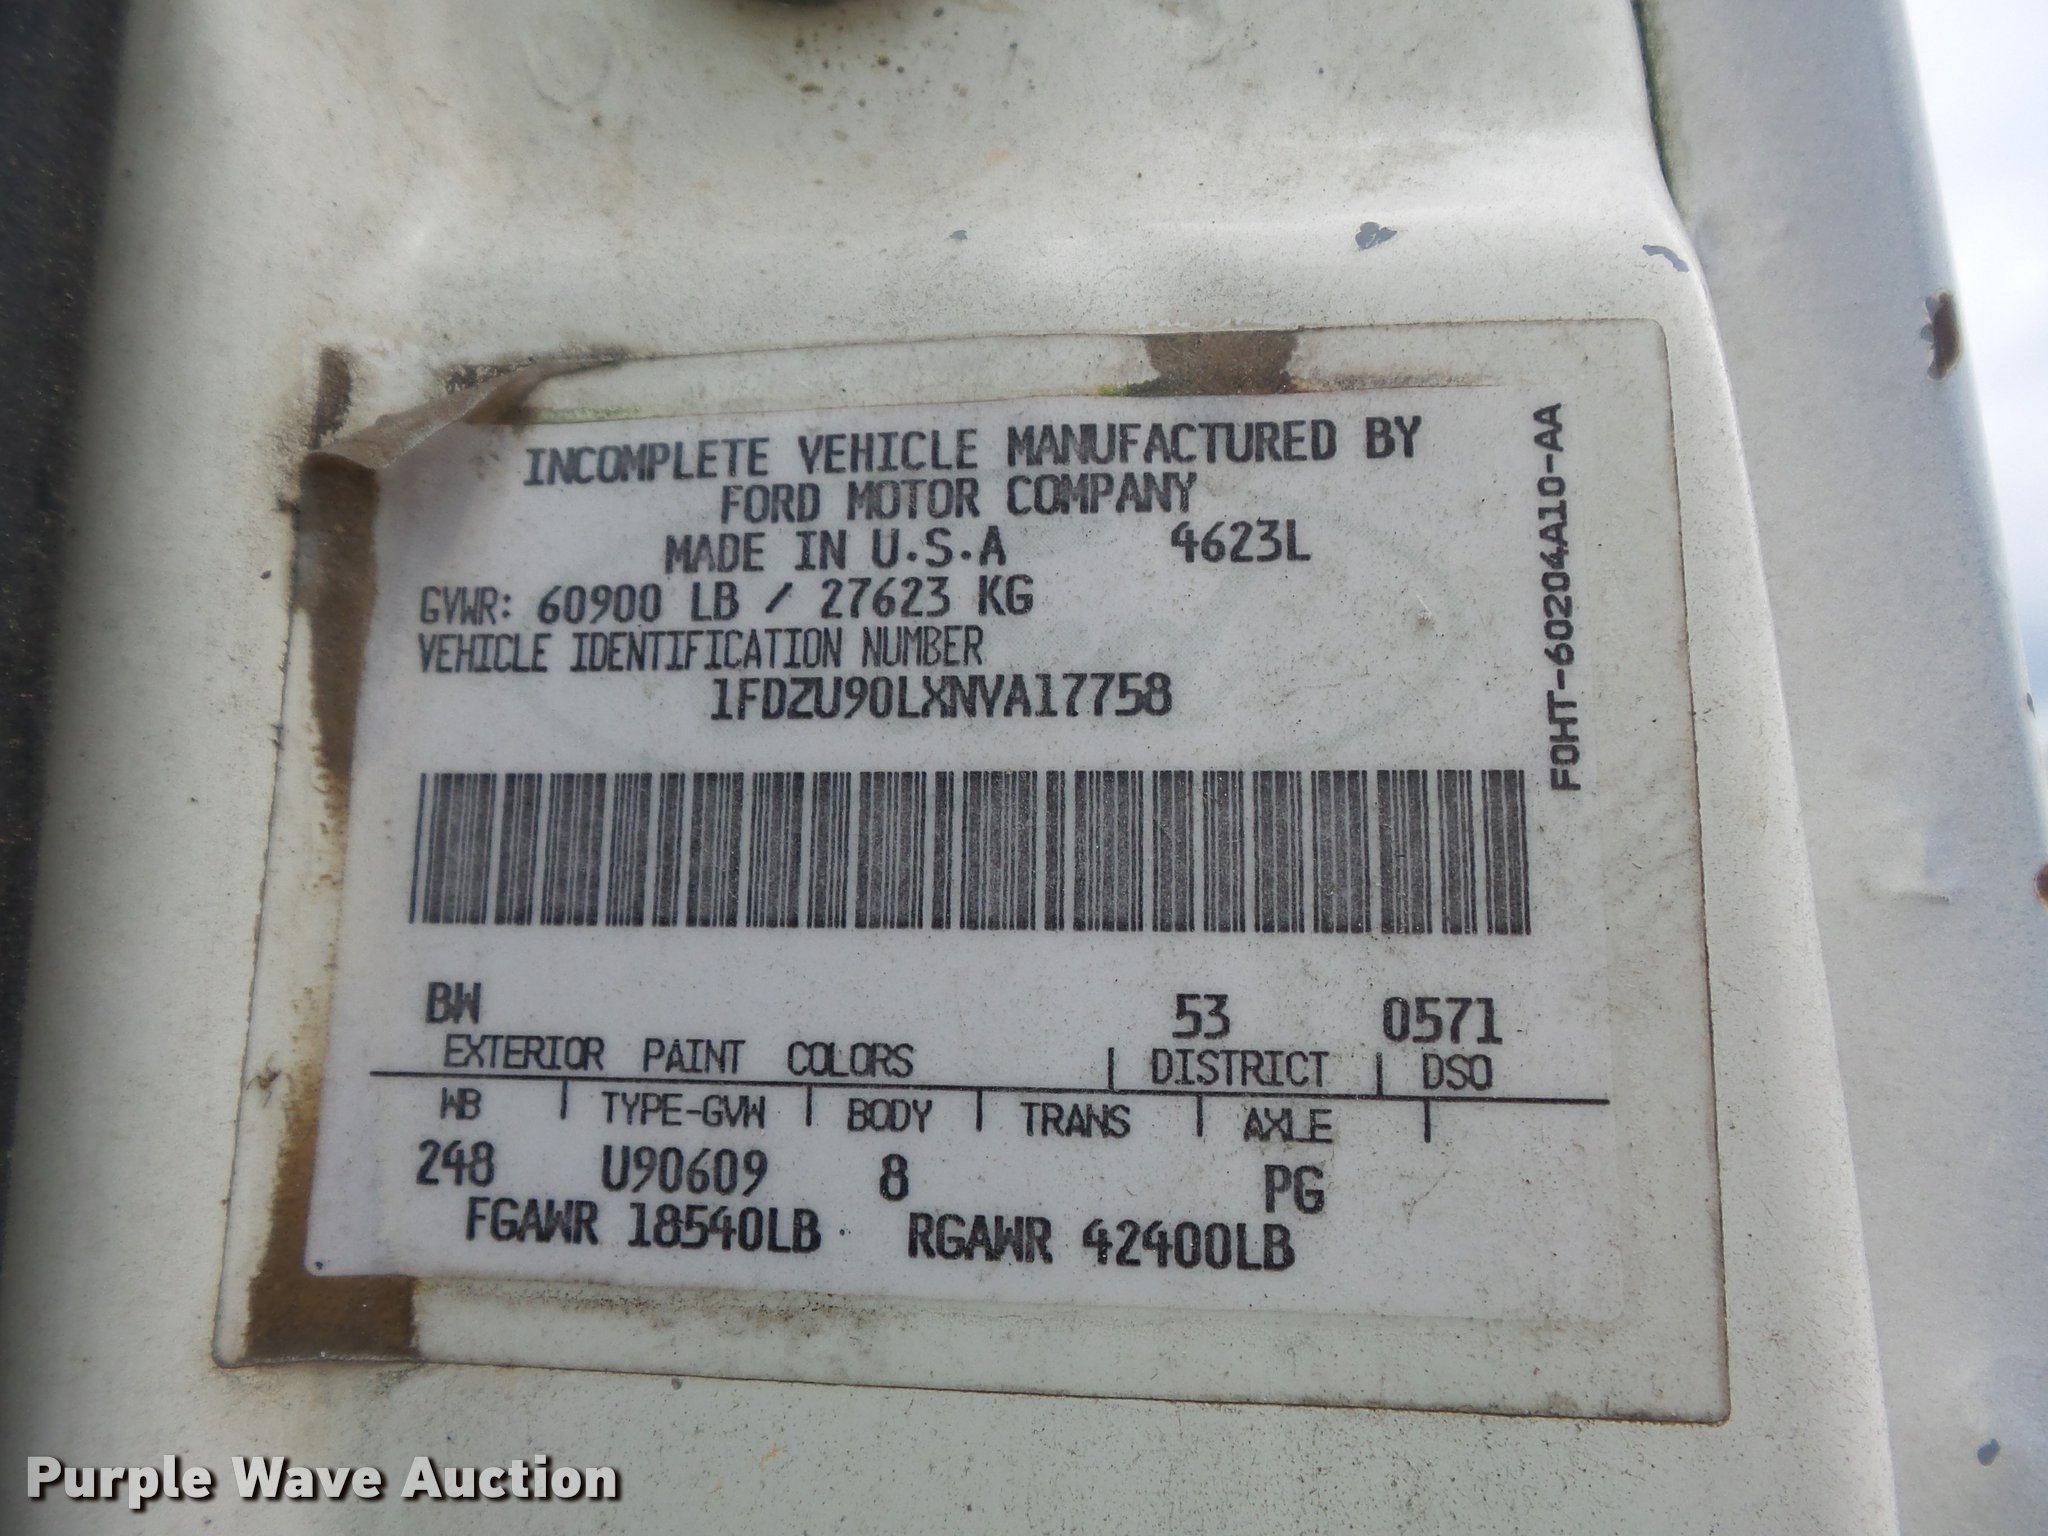 INCOMPLETE VEHICLE MANUFACTURED BY
FORD MOTOR COMPANY
MADE IN U.S.A 4623L
GVWR: 60900 LB / 27623 KG
VEHICLE IDENTIFICATION NUMBER
1FDZU90LXNVA17758
F0HT-60204A10-AA
BW 53 0571
EXTERIOR PAINT COLORS | DISTRICT | DSO
WB | TYPE-GVW | BODY | TRANS | AXLE |
248 U90609 8 PG
FGAWR 18540LB RGAWR 42400LB
Purple Wave Auction